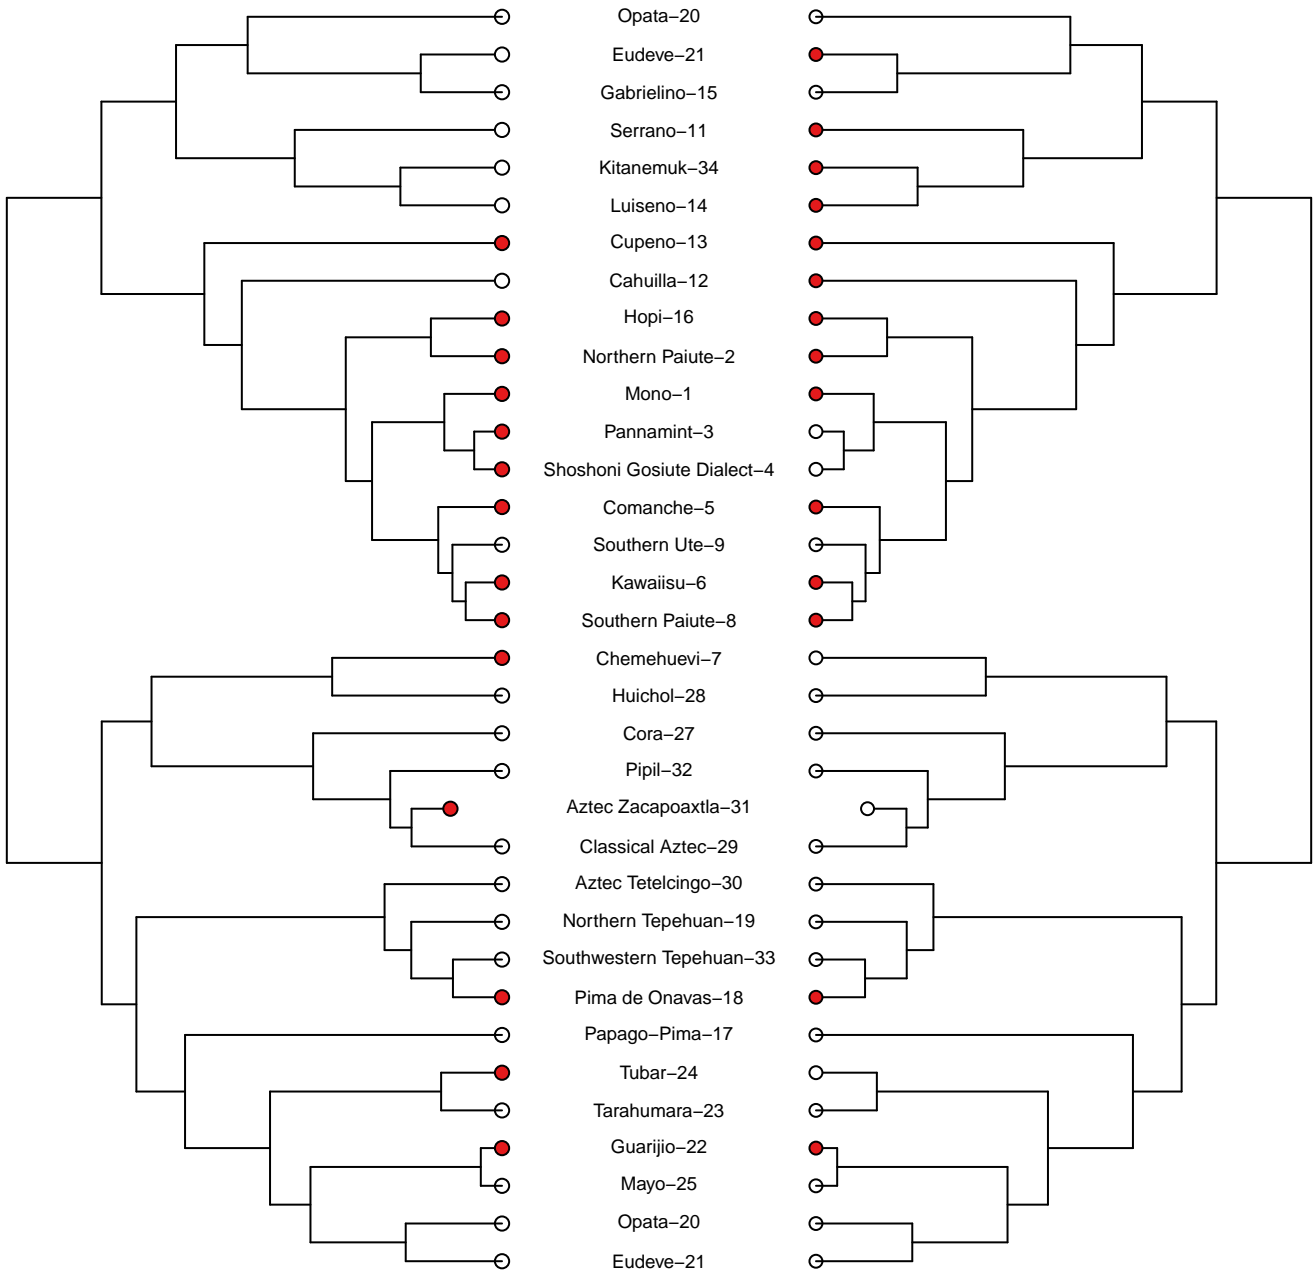 Opata–20
Eudeve–21
Gabrielino–15
Serrano–11
Kitanemuk–34
Luiseno–14
Cupeno–13
Cahuilla–12
Hopi–16
Northern Paiute–2
Mono–1
Pannamint–3
Shoshoni Gosiute Dialect–4
Comanche–5
Southern Ute–9
Kawaiisu–6
Southern Paiute–8
Chemehuevi–7
Huichol–28
Cora–27
Pipil–32
Aztec Zacapoaxtla–31
Classical Aztec–29
Aztec Tetelcingo–30
Northern Tepehuan–19
Southwestern Tepehuan–33
Pima de Onavas–18
Papago–Pima–17
Tubar–24
Tarahumara–23
Guarijio–22
Mayo–25
Opata–20
Eudeve–21